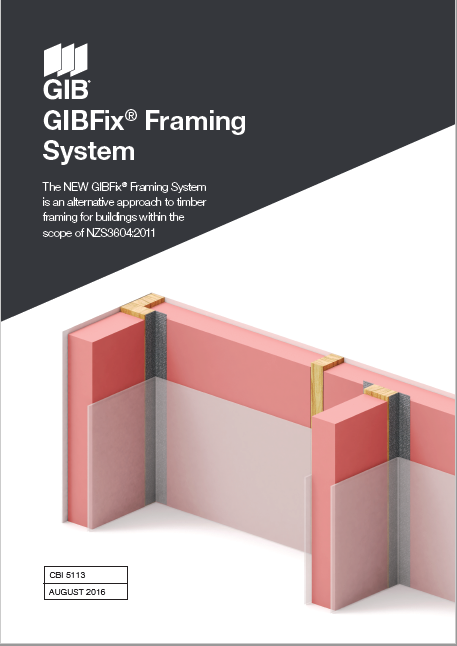 GIB®
GIBFix® Framing
System
The NEW GIBFix® Framing System
is an alternative approach to timber
framing for buildings within the
scope of NZS3604:2011
CBI 5113
AUGUST 2016